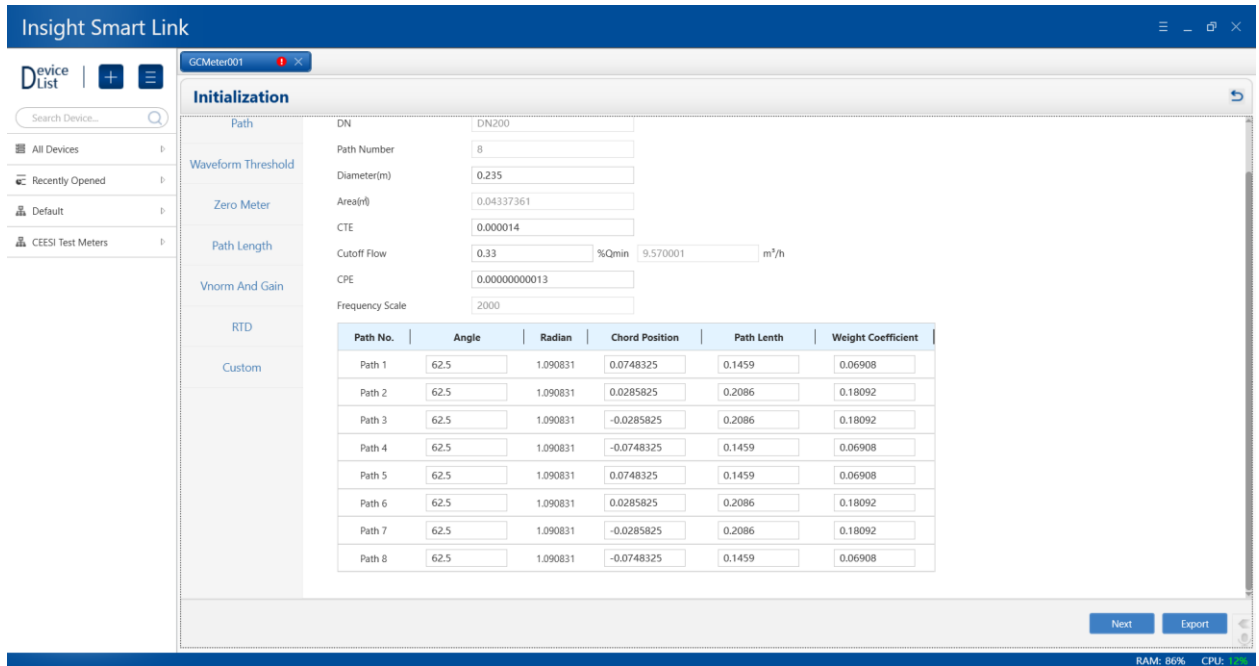 Insight Smart Link
Device List
GCMeter001
Initialization
Search Device...
All Devices
Recently Opened
Default
CEESI Test Meters
Path
Waveform Threshold
Zero Meter
Path Length
Vnorm And Gain
RTD
Custom
DN DN200
Path Number 8
Diameter(m) 0.235
Area(㎡) 0.04337361
CTE 0.000014
Cutoff Flow 0.33 %Qmin 9.570001 m³/h
CPE 0.00000000013
Frequency Scale 2000
Path No. Angle Radian Chord Position Path Lenth Weight Coefficient
Path 1 62.5 1.090831 0.0748325 0.1459 0.06908
Path 2 62.5 1.090831 0.0285825 0.2086 0.18092
Path 3 62.5 1.090831 -0.0285825 0.2086 0.18092
Path 4 62.5 1.090831 -0.0748325 0.1459 0.06908
Path 5 62.5 1.090831 0.0748325 0.1459 0.06908
Path 6 62.5 1.090831 0.0285825 0.2086 0.18092
Path 7 62.5 1.090831 -0.0285825 0.2086 0.18092
Path 8 62.5 1.090831 -0.0748325 0.1459 0.06908
Next Export
RAM: 86% CPU: 12%